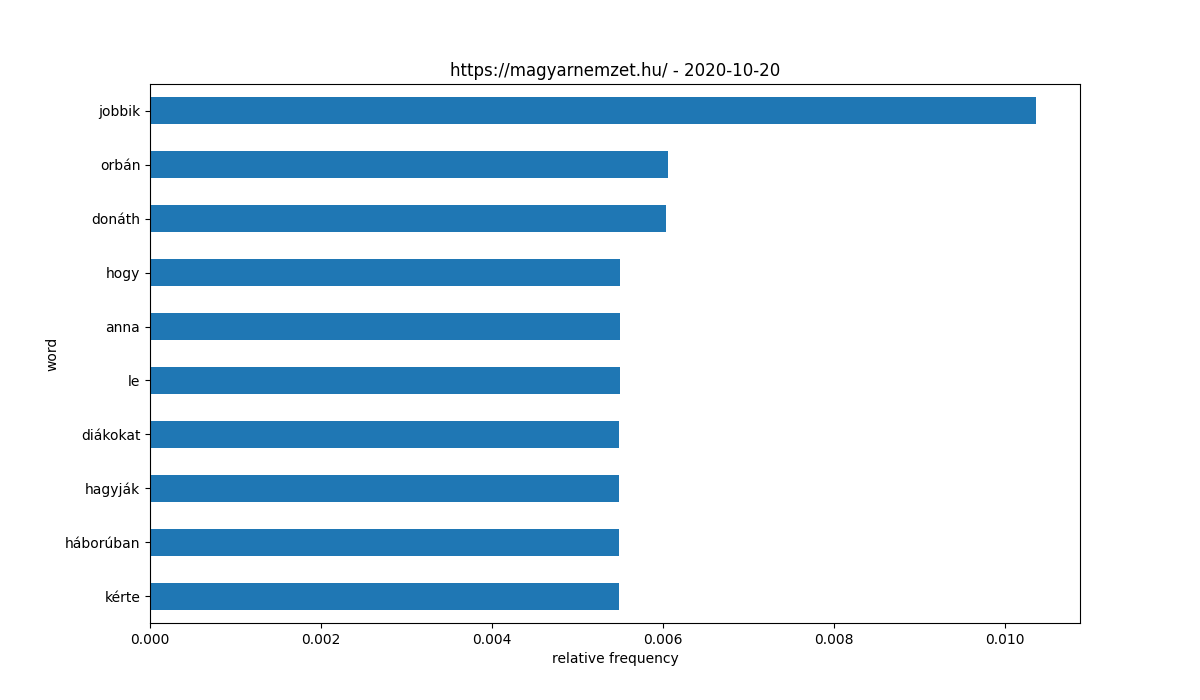 https://magyarnemzet.hu/ - 2020-10-20
jobbik
orbán
donáth
hogy
anna
le
diákokat
hagyják
háborúban
kérte
word
0.000 0.002 0.004 0.006 0.008 0.010
relative frequency